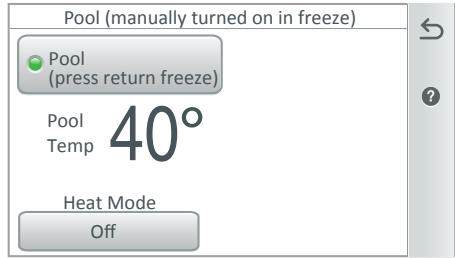 Pool (manually turned on in freeze)
Pool
(press return freeze)
Pool
Temp
40°
Heat Mode
Off
?